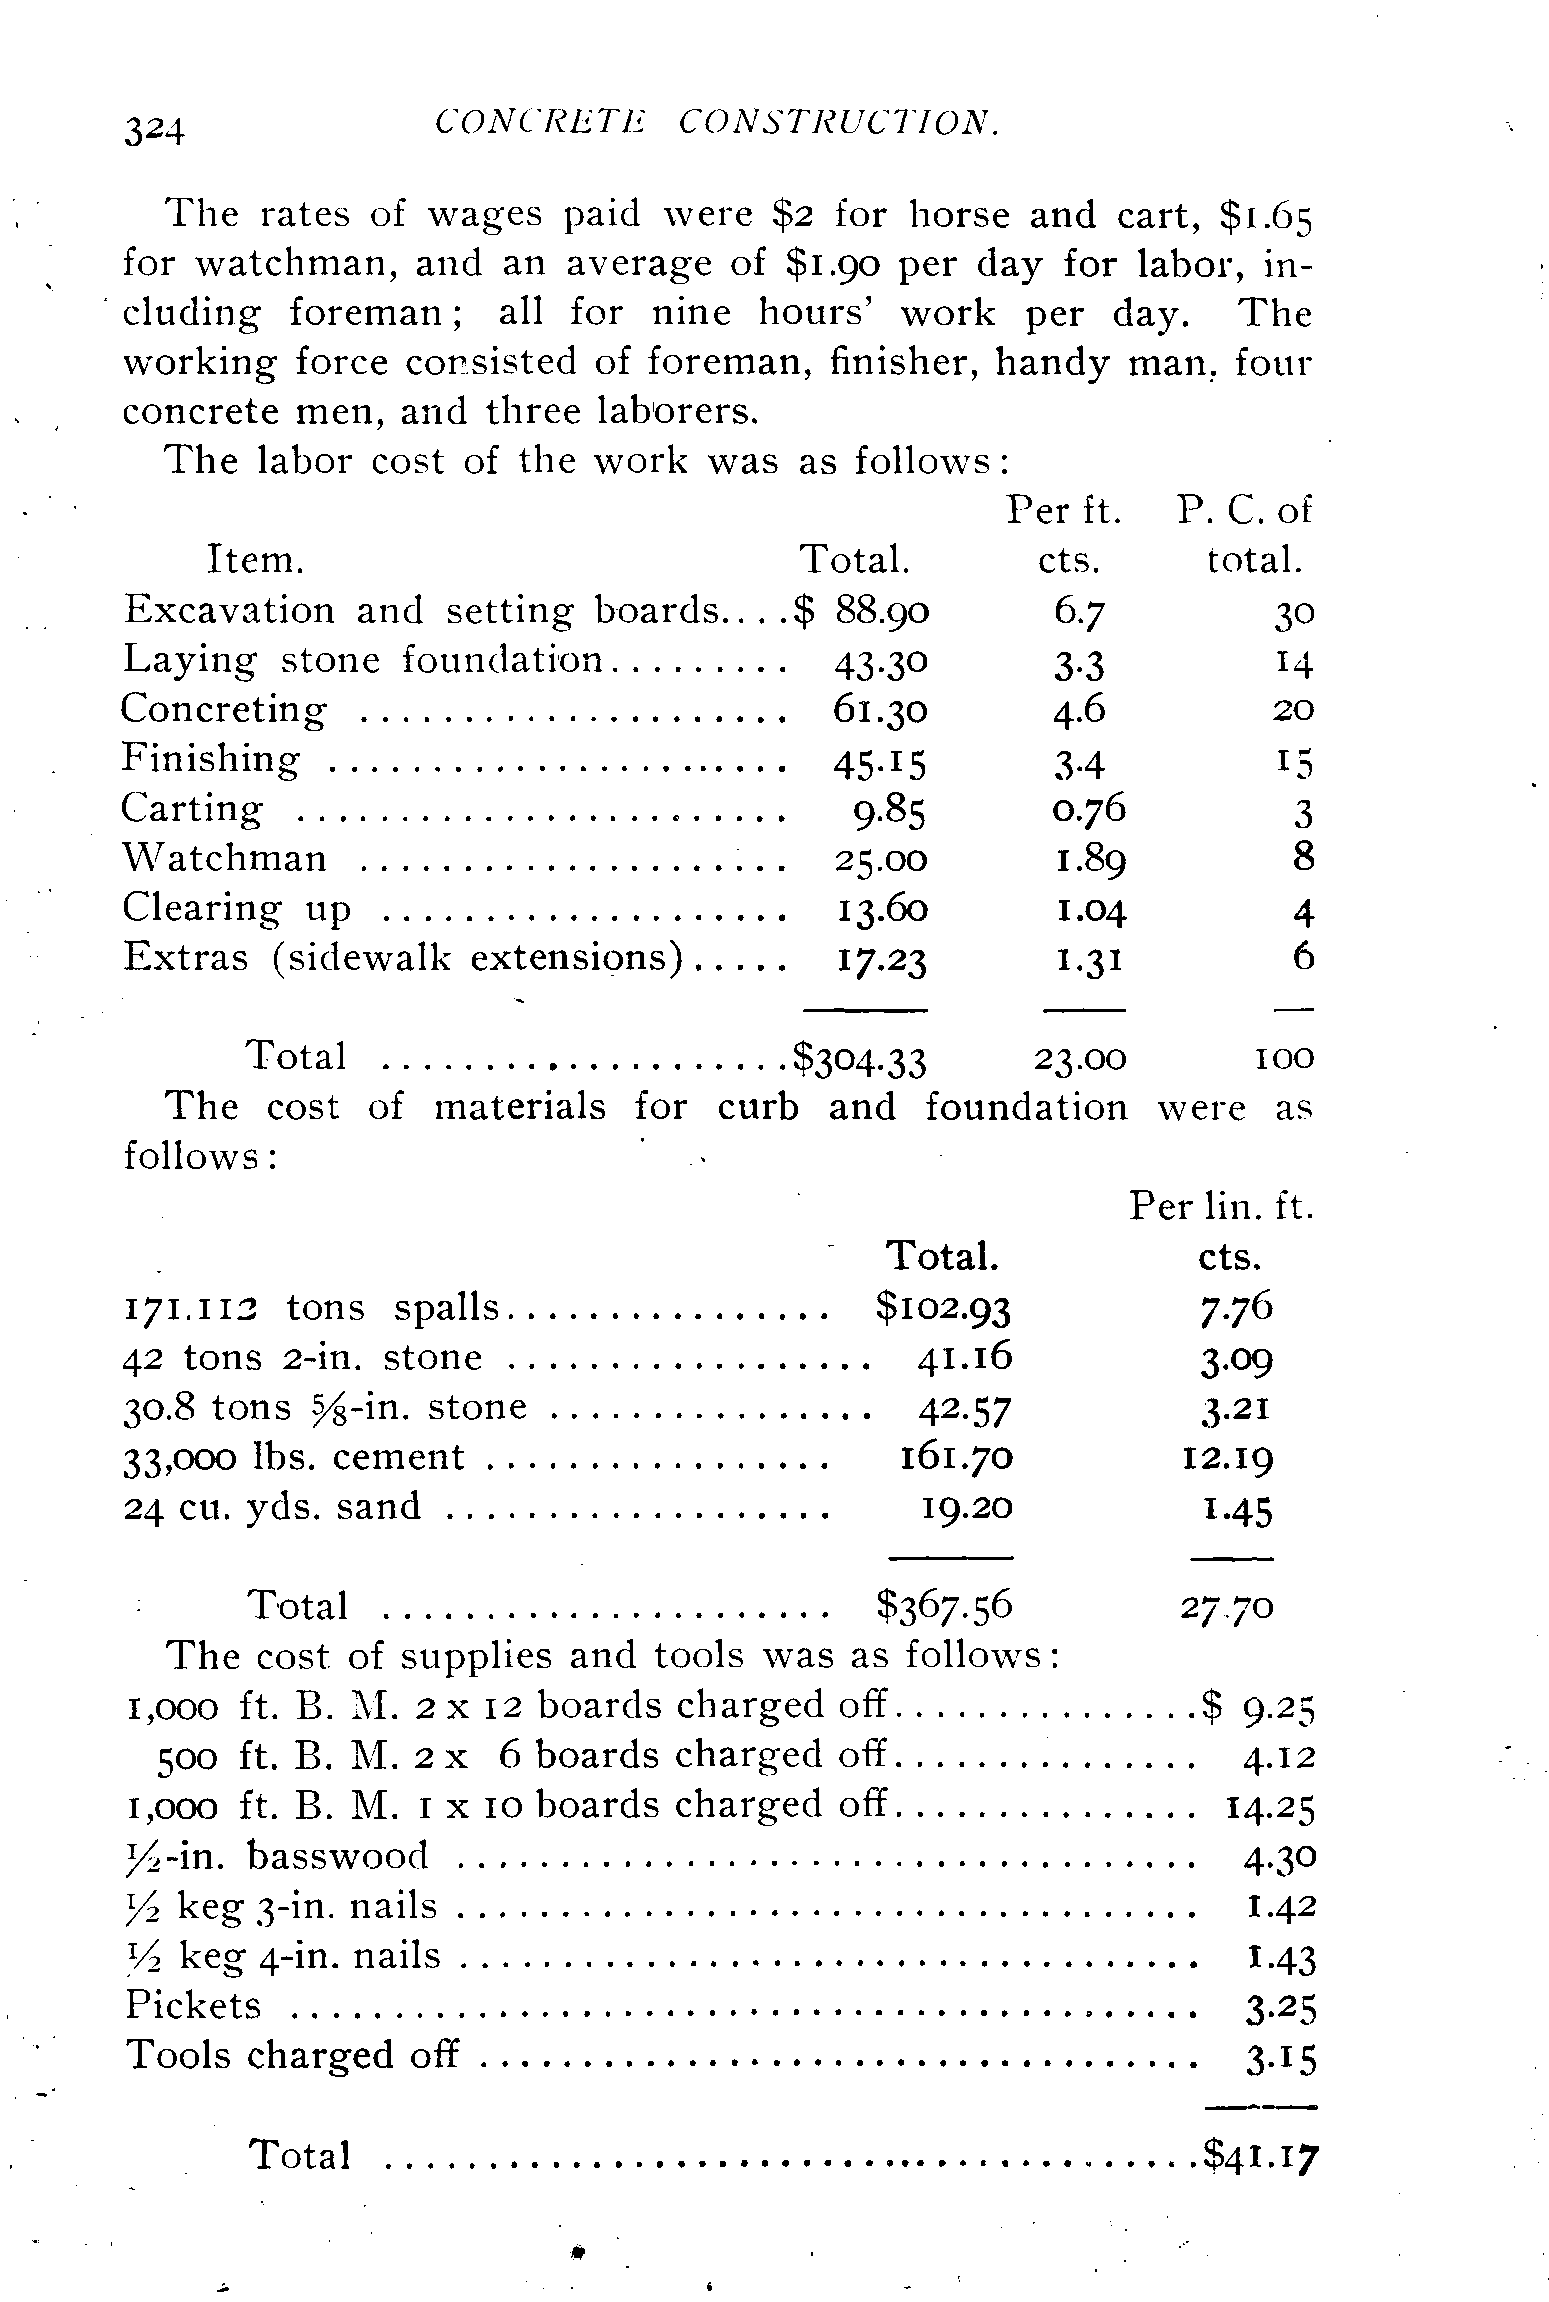 324 CONCRETE CONSTRUCTION.
The rates of wages paid were $2 for horse and cart, $1.65
for watchman, and an average of $1.90 per day for labor, in-
cluding foreman; all for nine hours' work per day. The
working force consisted of foreman, finisher, handy man, four
concrete men, and three laborers.
The labor cost of the work was as follows:
Per ft. P. C. of
Item. Total. cts. total.
Excavation and setting boards....$ 88.90 6.7 30
Laying stone foundation......... 43.30 3.3 14
Concreting ..................... 61.30 4.6 20
Finishing ...................... 45.15 3.4 15
Carting ........................ 9.85 0.76 3
Watchman ..................... 25.00 1.89 8
Clearing up .................... 13.60 1.04 4
Extras (sidewalk extensions)..... 17.23 1.31 6
Total ....................$304.33 23.00 100
The cost of materials for curb and foundation were as
follows:
Per lin. ft.
Total. cts.
171.112 tons spalls................ $102.93 7.76
42 tons 2-in. stone .................. 41.16 3.09
30.8 tons ⅝-in. stone ................ 42.57 3.21
33,000 lbs. cement ................. 161.70 12.19
24 cu. yds. sand ................... 19.20 1.45
Total ...................... $367.56 27.70
The cost of supplies and tools was as follows:
1,000 ft. B. M. 2 x 12 boards charged off...............$ 9.25
500 ft. B. M. 2 x 6 boards charged off............... 4.12
1,000 ft. B. M. 1 x 10 boards charged off............... 14.25
½-in. basswood .................................... 4.30
½ keg 3-in. nails .................................... 1.42
½ keg 4-in. nails .................................... 1.43
Pickets ............................................ 3.25
Tools charged off ................................... 3.15
Total .......................................$41.17